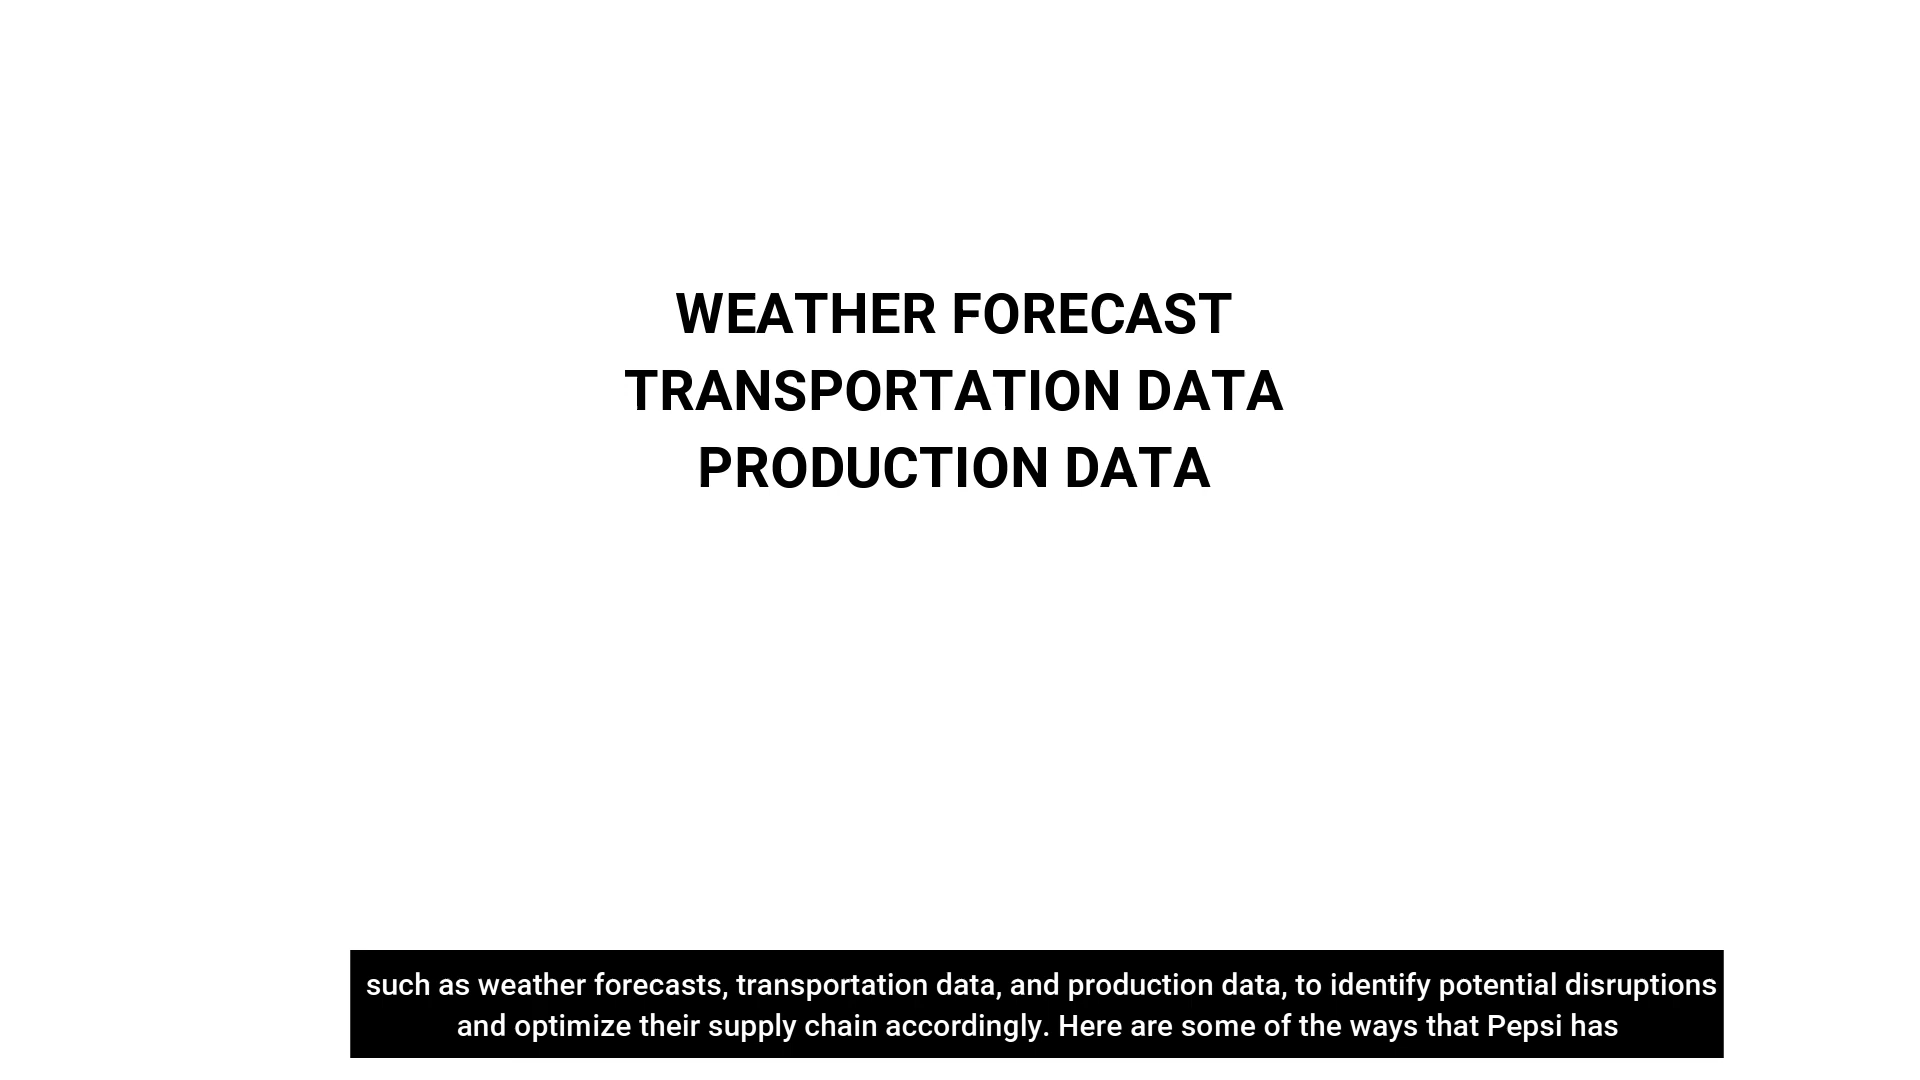 WEATHER FORECAST
TRANSPORTATION DATA
PRODUCTION DATA
such as weather forecasts, transportation data, and production data, to identify potential disruptions
and optimize their supply chain accordingly. Here are some of the ways that Pepsi has